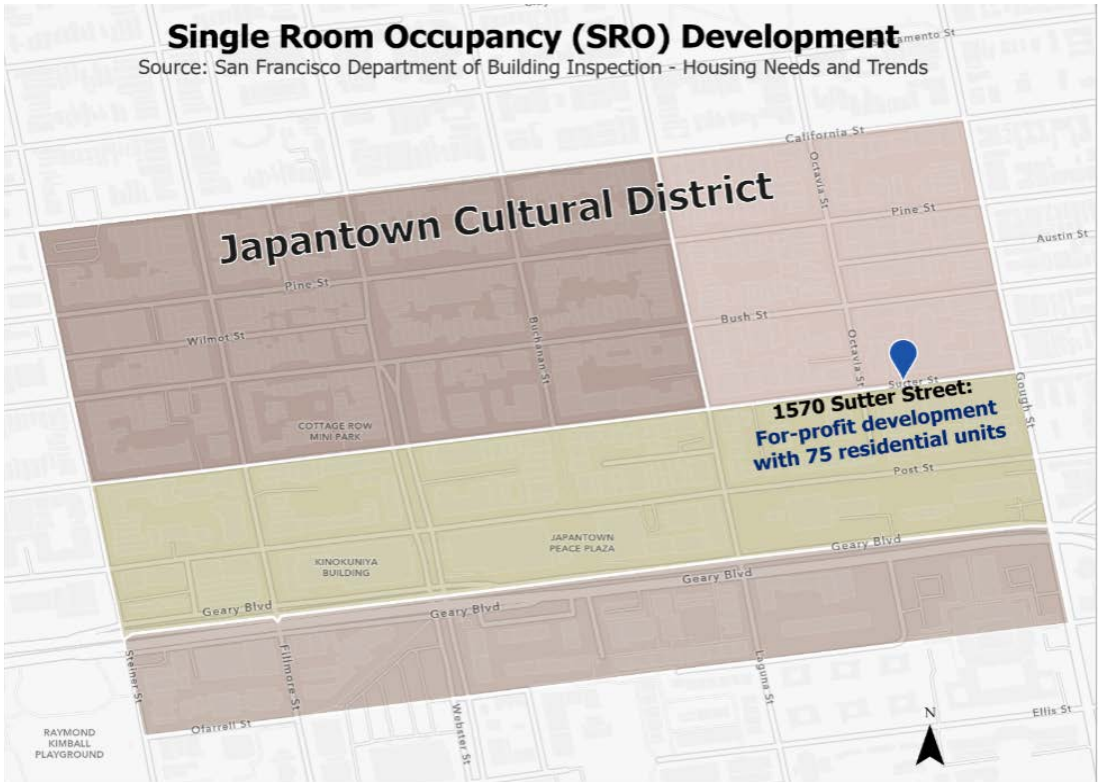 Single Room Occupancy (SRO) Development
Source: San Francisco Department of Building Inspection - Housing Needs and Trends
California St
Octavia St
Japantown Cultural District
Pine St
Austin St
Pine St
Bush St
Wilmot St
Buchanan St
Octavia St
Sutter St
Gough St
1570 Sutter Street:
For-profit development
with 75 residential units
COTTAGE ROW
MINI PARK
Post St
JAPANTOWN
PEACE PLAZA
Geary Blvd
KINOKUNIYA
BUILDING
Geary Blvd
Geary Blvd
Geary Blvd
Steiner St
Fillmore St
Laguna St
Webster St
Ofarrell St
Ellis St
N
RAYMOND
KIMBALL
PLAYGROUND